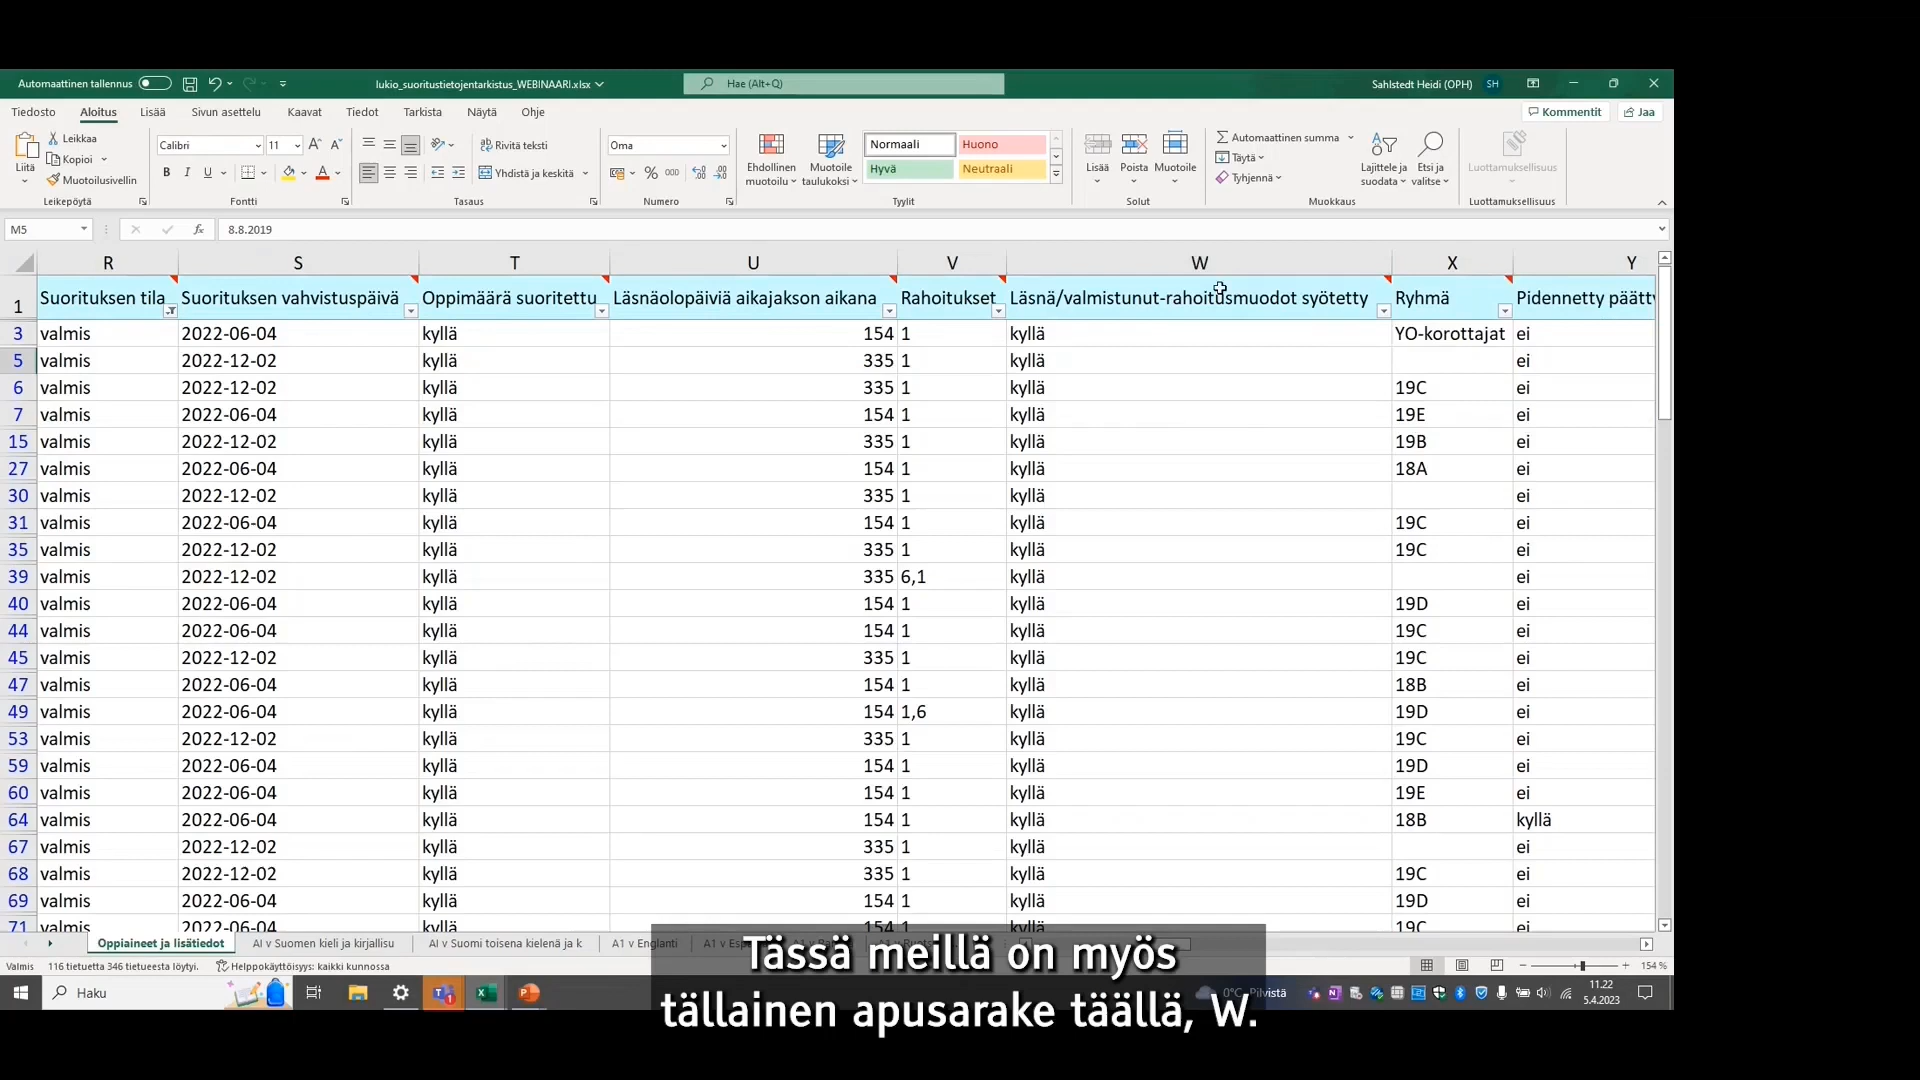 Automaattinen tallennus lukio_suoritustietojentarkistus_WEBINAARI.xlsx Hae (Alt+Q) Sahlstedt Heidi (OPH) SH
Tiedosto Aloitus Lisää Sivun asettelu Kaavat Tiedot Tarkista Näytä Ohje Kommentit Jaa
Liitä Leikkaa Kopioi Muotoilusivellin Calibri 11 Rivitä teksti Yhdistä ja keskitä Oma Ehdollinen muotoilu Muotoile taulukoksi Normaali Huono Hyvä Neutraali Lisää Poista Muotoile Automaattinen summa Täytä Tyhjennä Lajittele ja suodata Etsi ja valitse Luottamuksellisuus
Leikepöytä Fontti Tasaus Numero Tyylit Solut Muokkaus Luottamuksellisuus
M5 fx 8.8.2019
R S T U V W X Y
1 Suorituksen tila Suorituksen vahvistuspäivä Oppimäärä suoritettu Läsnäolopäiviä aikajakson aikana Rahoitukset Läsnä/valmistunut-rahoitusmuodot syötetty Ryhmä Pidennetty
3 valmis 2022-06-04 kyllä 154 1 kyllä YO-korottajat ei
5 valmis 2022-12-02 kyllä 335 1 kyllä ei
6 valmis 2022-12-02 kyllä 335 1 kyllä 19C ei
7 valmis 2022-06-04 kyllä 154 1 kyllä 19E ei
15 valmis 2022-12-02 kyllä 335 1 kyllä 19B ei
27 valmis 2022-06-04 kyllä 154 1 kyllä 18A ei
30 valmis 2022-12-02 kyllä 335 1 kyllä ei
31 valmis 2022-06-04 kyllä 154 1 kyllä 19C ei
35 valmis 2022-12-02 kyllä 335 1 kyllä 19C ei
39 valmis 2022-12-02 kyllä 335 6,1 kyllä ei
40 valmis 2022-06-04 kyllä 154 1 kyllä 19D ei
44 valmis 2022-06-04 kyllä 154 1 kyllä 19C ei
45 valmis 2022-12-02 kyllä 335 1 kyllä 19C ei
47 valmis 2022-06-04 kyllä 154 1 kyllä 18B ei
49 valmis 2022-06-04 kyllä 154 1,6 kyllä 19D ei
53 valmis 2022-12-02 kyllä 335 1 kyllä 19C ei
59 valmis 2022-06-04 kyllä 154 1 kyllä 19D ei
60 valmis 2022-06-04 kyllä 154 1 kyllä 19E ei
64 valmis 2022-06-04 kyllä 154 1 kyllä 18B kyllä
67 valmis 2022-12-02 kyllä 335 1 kyllä ei
68 valmis 2022-12-02 kyllä 335 1 kyllä 19C ei
69 valmis 2022-06-04 kyllä 154 1 kyllä 19D ei
71 valmis 2022-06-04 kyllä 154 1 kyllä 19C ei
Oppiaineet ja lisätiedot AI v Suomen kieli ja kirjallisu AI v Suomi toisena kielenä ja k A1 v Englanti
Valmis 116 tietuetta 346 tietueesta löytyi. Helppokäyttöisyys: kaikki kunnossa 154 %
Haku 0°C Pilvistä 11.22
5.4.2023
Tässä meillä on myös
tällainen apusarake täällä, W.